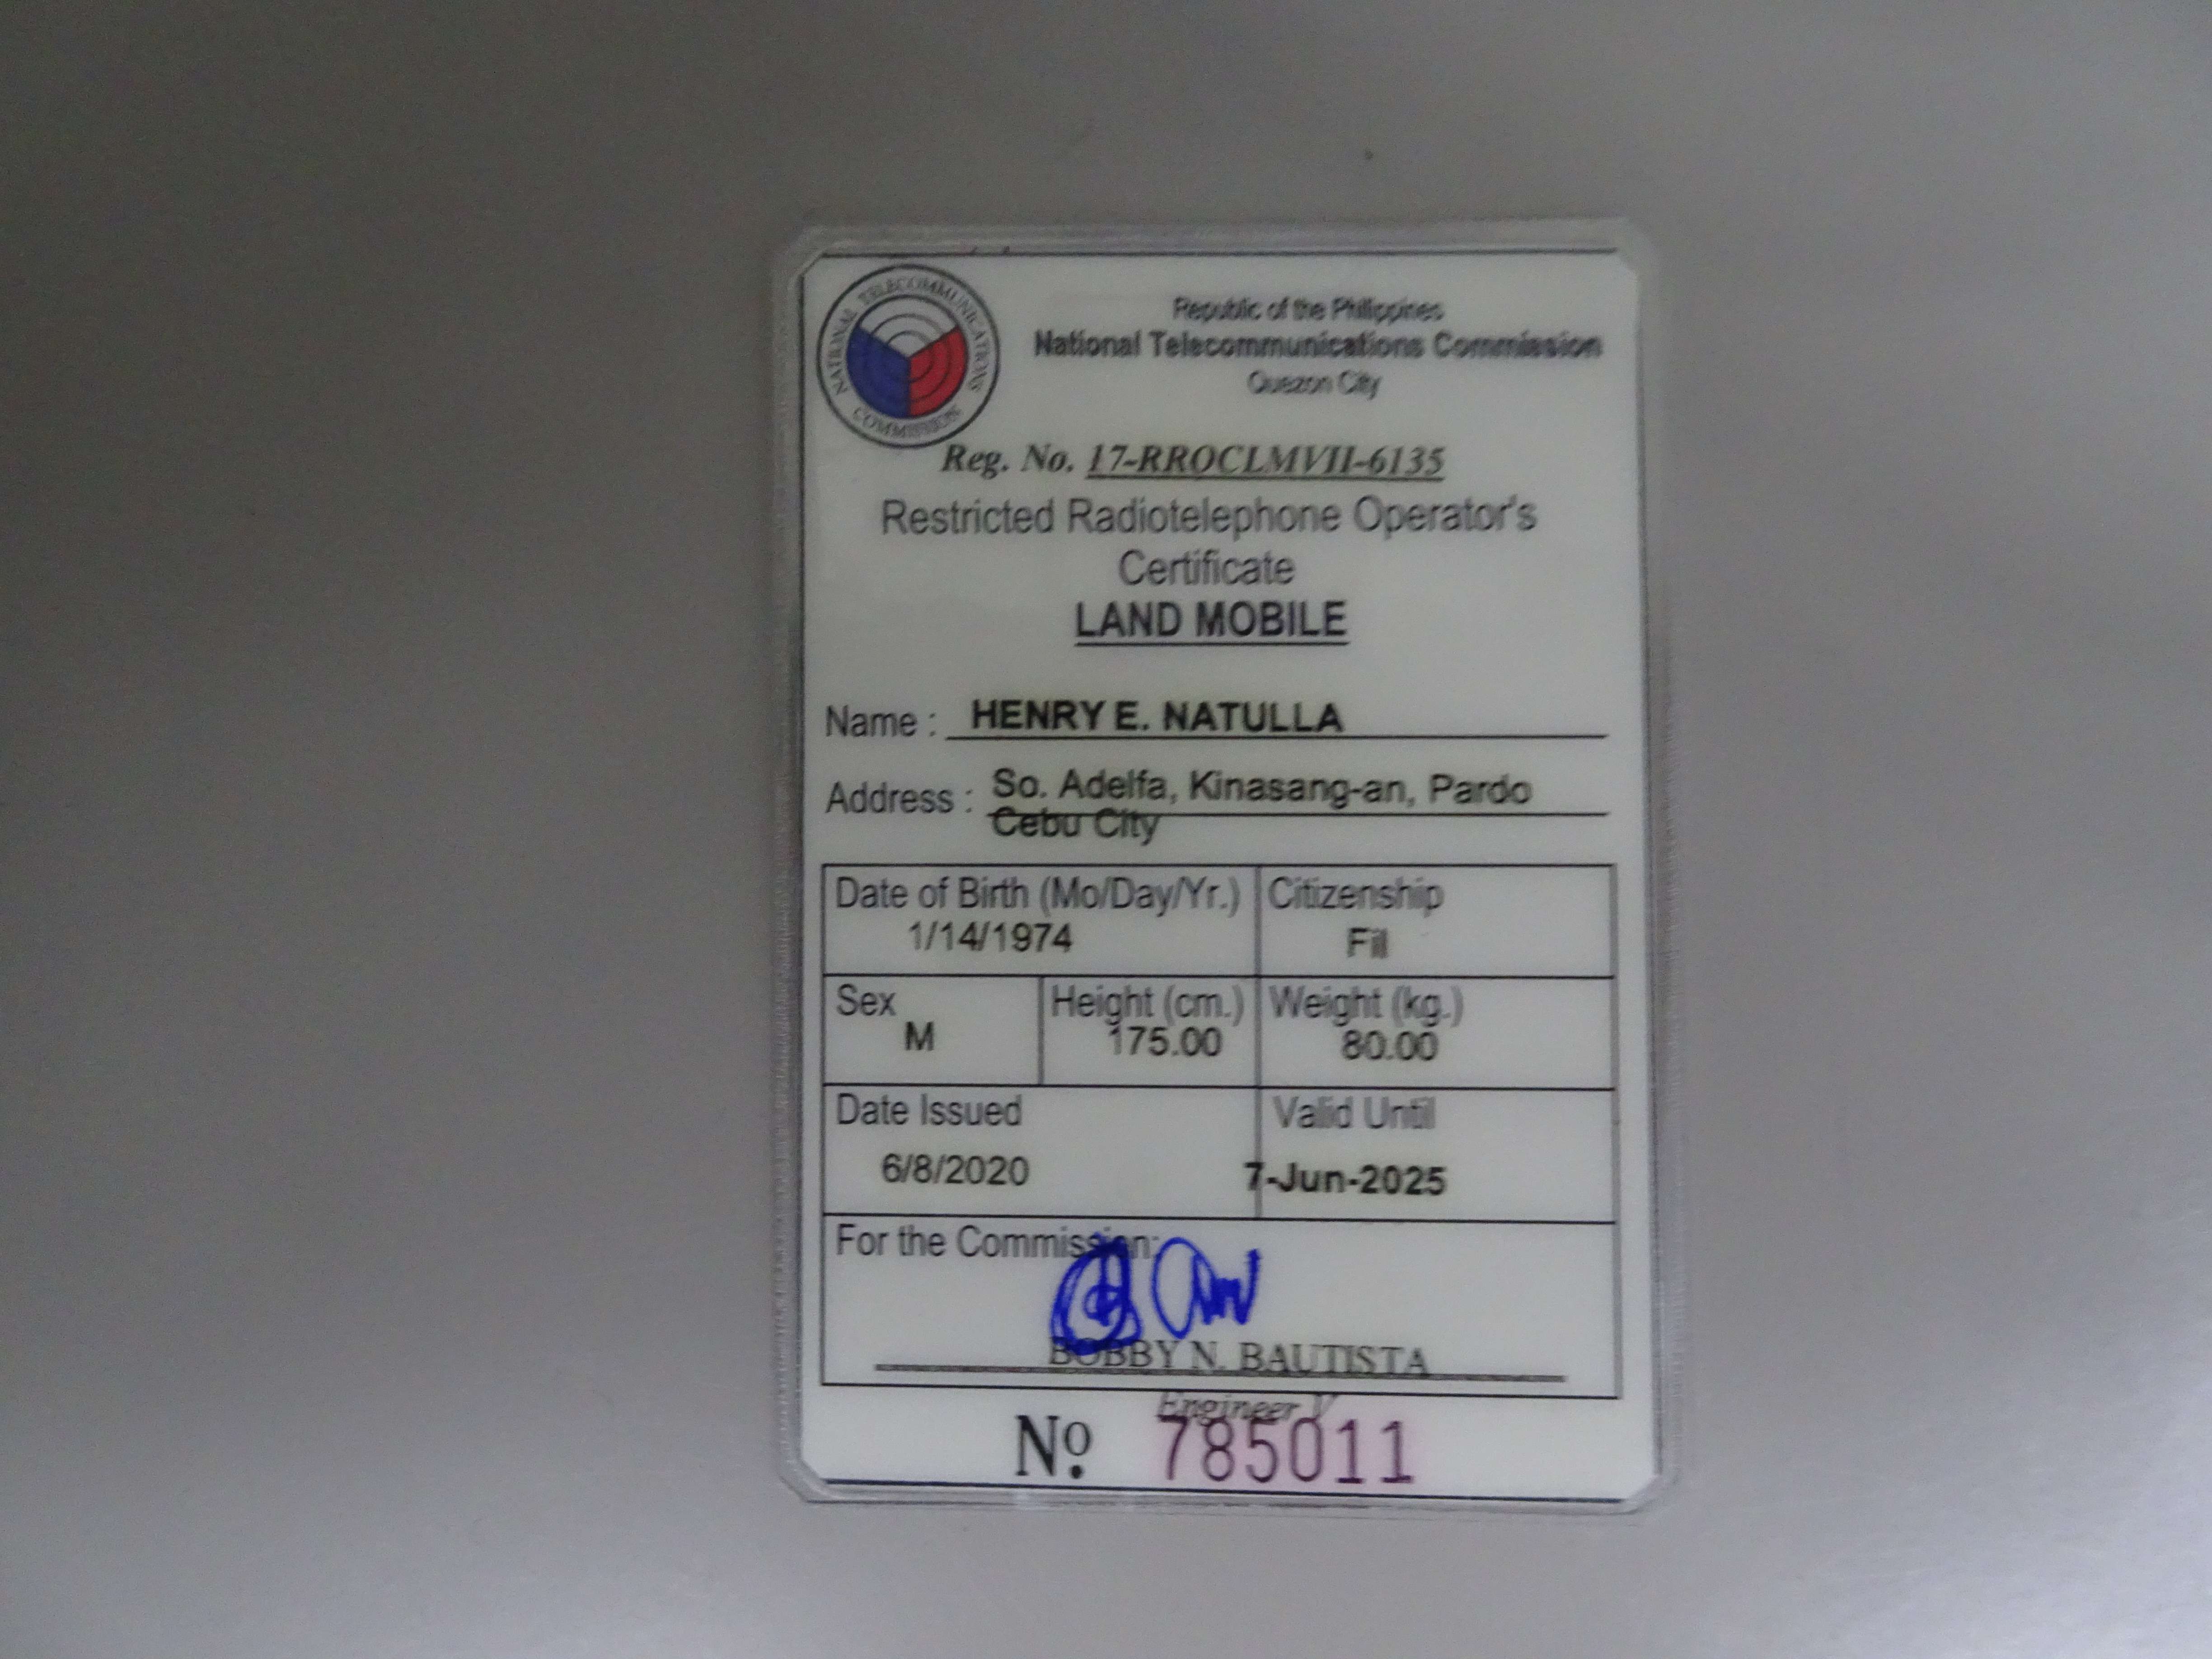 NATIONAL TELECOMMUNICATIONS COMMISSION
Republic of the Philippines
National Telecommunications Commission
Quezon City
Reg. No. 17-RROCLMVII-6135
Restricted Radiotelephone Operator's
Certificate
LAND MOBILE
Name : HENRY E. NATULLA
Address : So. Adelfa, Kinasang-an, Pardo
Cebu City
Date of Birth (Mo/Day/Yr.) Citizenship
1/14/1974 Fil
Sex Height (cm.) Weight (kg.)
M 175.00 80.00
Date Issued Valid Until
6/8/2020 7-Jun-2025
For the Commission:
BOBBY N. BAUTISTA
Engineer V
Nº 785011